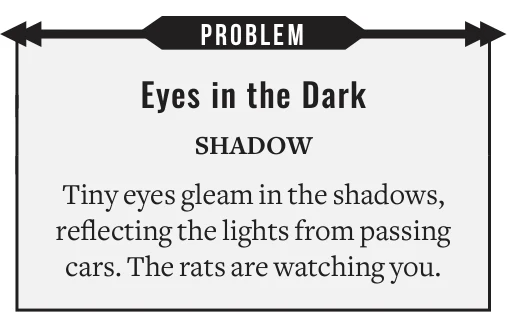 PROBLEM
Eyes in the Dark
SHADOW
Tiny eyes gleam in the shadows,
reflecting the lights from passing
cars. The rats are watching you.